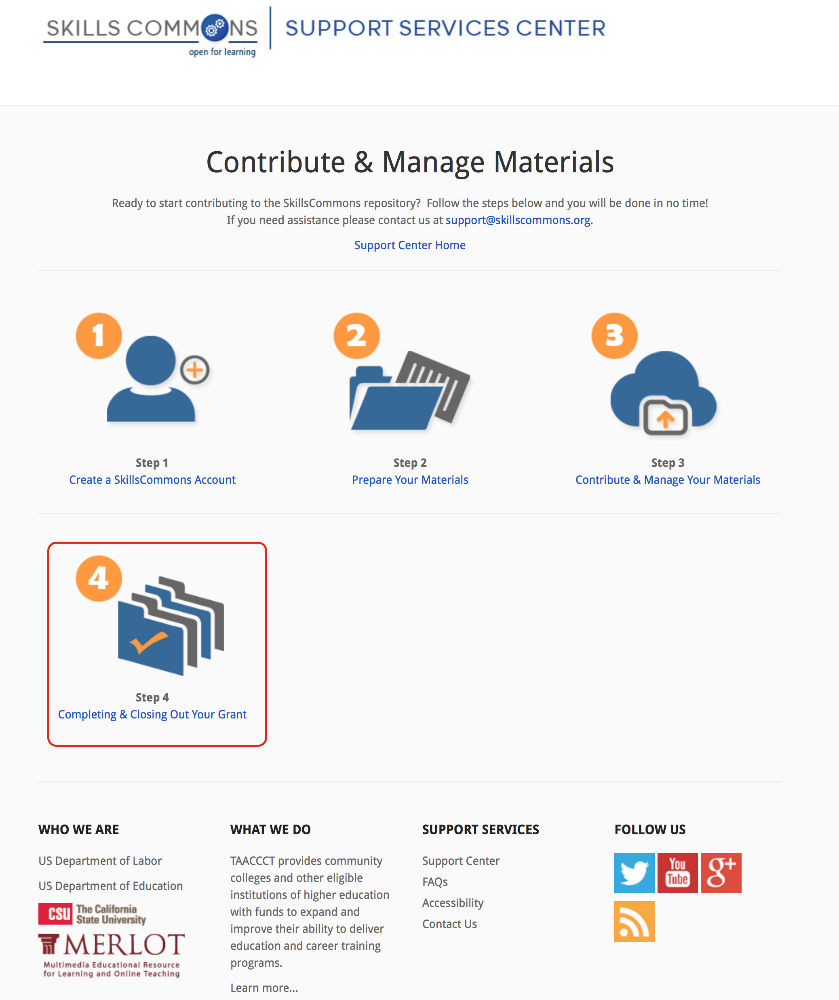 SKILLS COMMONS
open for learning
SUPPORT SERVICES CENTER
Contribute & Manage Materials
Ready to start contributing to the SkillsCommons repository?  Follow the steps below and you will be done in no time!
If you need assistance please contact us at support@skillscommons.org.
Support Center Home
1
2
3
Step 1
Create a SkillsCommons Account
Step 2
Prepare Your Materials
Step 3
Contribute & Manage Your Materials
4
Step 4
Completing & Closing Out Your Grant
WHO WE ARE
US Department of Labor
US Department of Education
CSU The California
State University
MERLOT
Multimedia Educational Resource
for Learning and Online Teaching
WHAT WE DO
TAACCCT provides community
colleges and other eligible
institutions of higher education
with funds to expand and
improve their ability to deliver
education and career training
programs.
Learn more...
SUPPORT SERVICES
Support Center
FAQs
Accessibility
Contact Us
FOLLOW US
You
Tube
g+